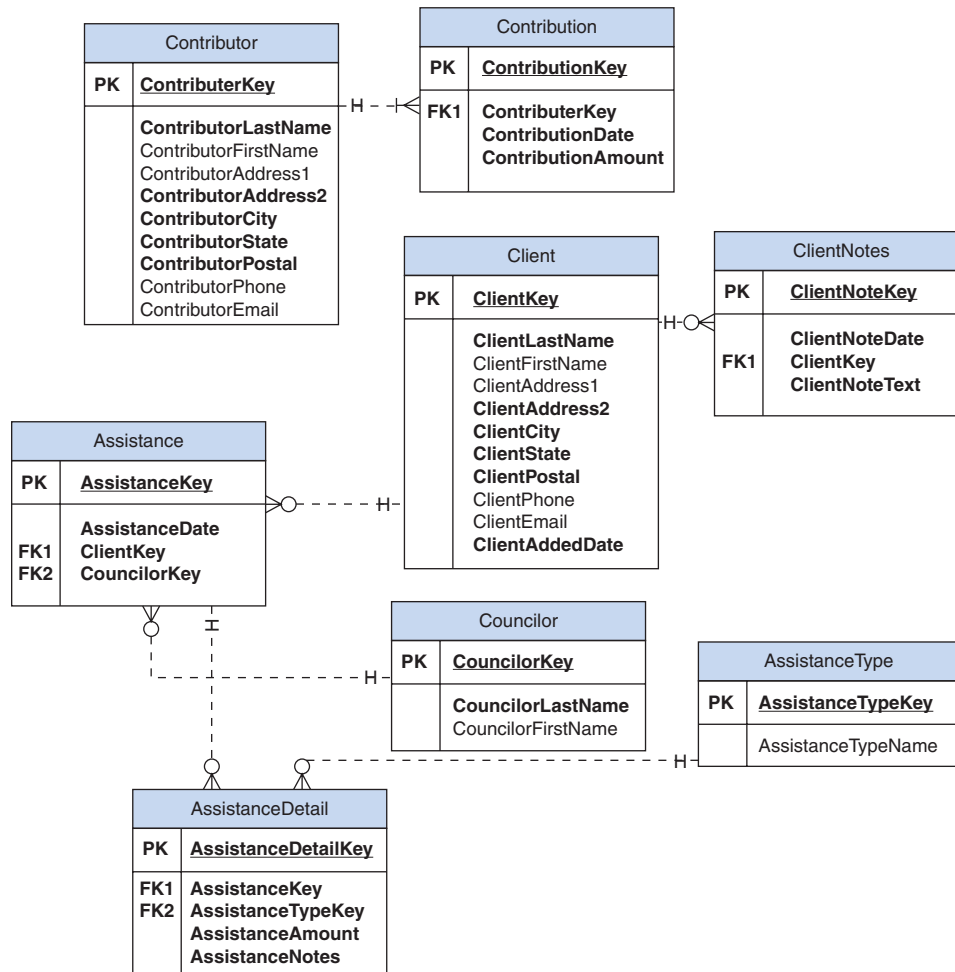 Contributor
PK ContributerKey
ContributorLastName
ContributorFirstName
ContributorAddress1
ContributorAddress2
ContributorCity
ContributorState
ContributorPostal
ContributorPhone
ContributorEmail
Contribution
PK ContributionKey
FK1 ContributerKey
ContributionDate
ContributionAmount
Client
PK ClientKey
ClientLastName
ClientFirstName
ClientAddress1
ClientAddress2
ClientCity
ClientState
ClientPostal
ClientPhone
ClientEmail
ClientAddedDate
ClientNotes
PK ClientNoteKey
ClientNoteDate
FK1 ClientKey
ClientNoteText
Assistance
PK AssistanceKey
AssistanceDate
FK1 ClientKey
FK2 CouncilorKey
Councilor
PK CouncilorKey
CouncilorLastName
CouncilorFirstName
AssistanceType
PK AssistanceTypeKey
AssistanceTypeName
AssistanceDetail
PK AssistanceDetailKey
FK1 AssistanceKey
FK2 AssistanceTypeKey
AssistanceAmount
AssistanceNotes